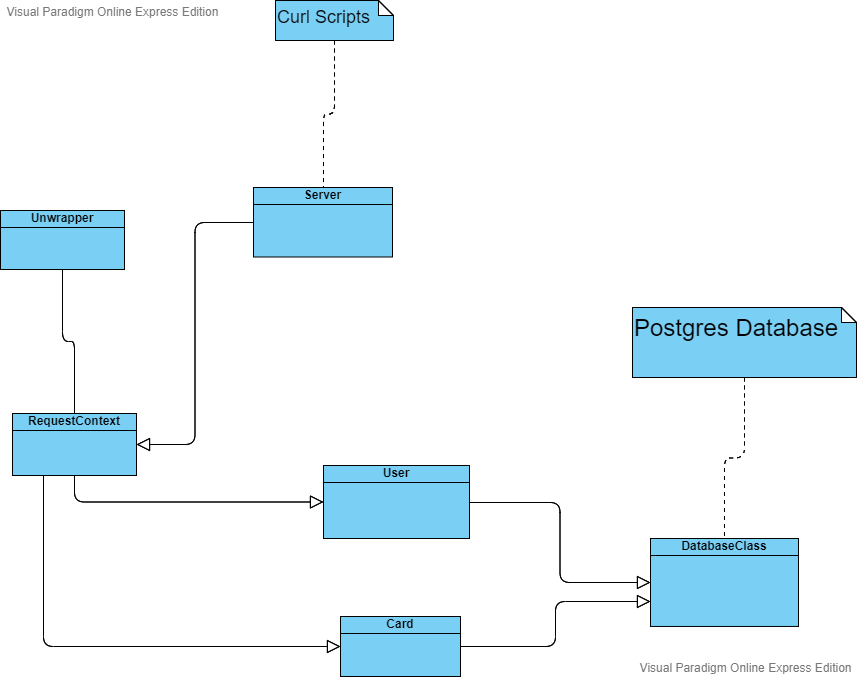 Visual Paradigm Online Express Edition
Curl Scripts
Server
Unwrapper
Postgres Database
RequestContext
User
DatabaseClass
Card
Visual Paradigm Online Express Edition